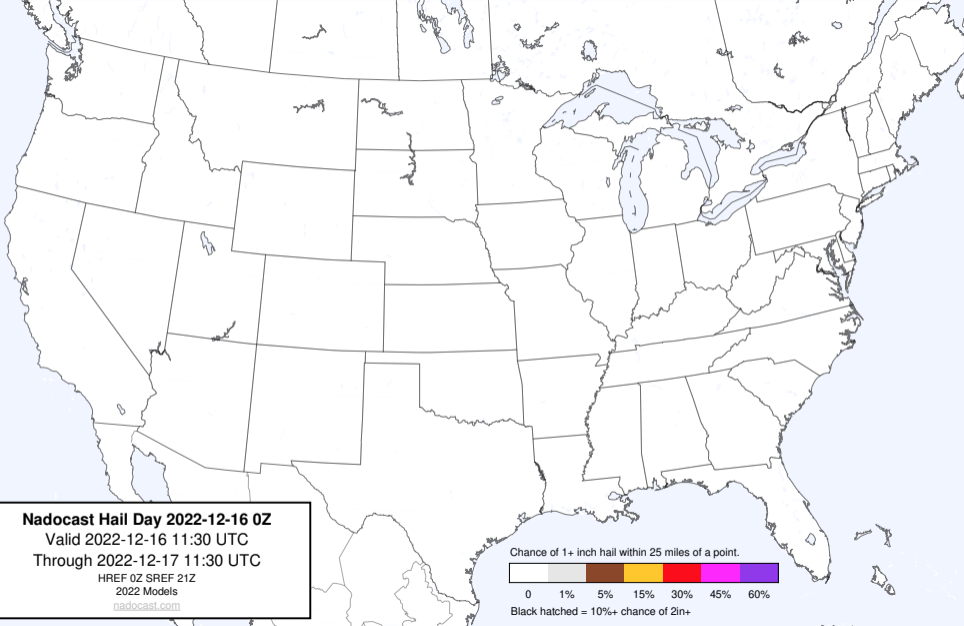 Nadocast Hail Day 2022-12-16 0Z
Valid 2022-12-16 11:30 UTC
Through 2022-12-17 11:30 UTC
HREF 0Z SREF 21Z
2022 Models
nadocast.com
Chance of 1+ inch hail within 25 miles of a point.
0 1% 5% 15% 30% 45% 60%
Black hatched = 10%+ chance of 2in+